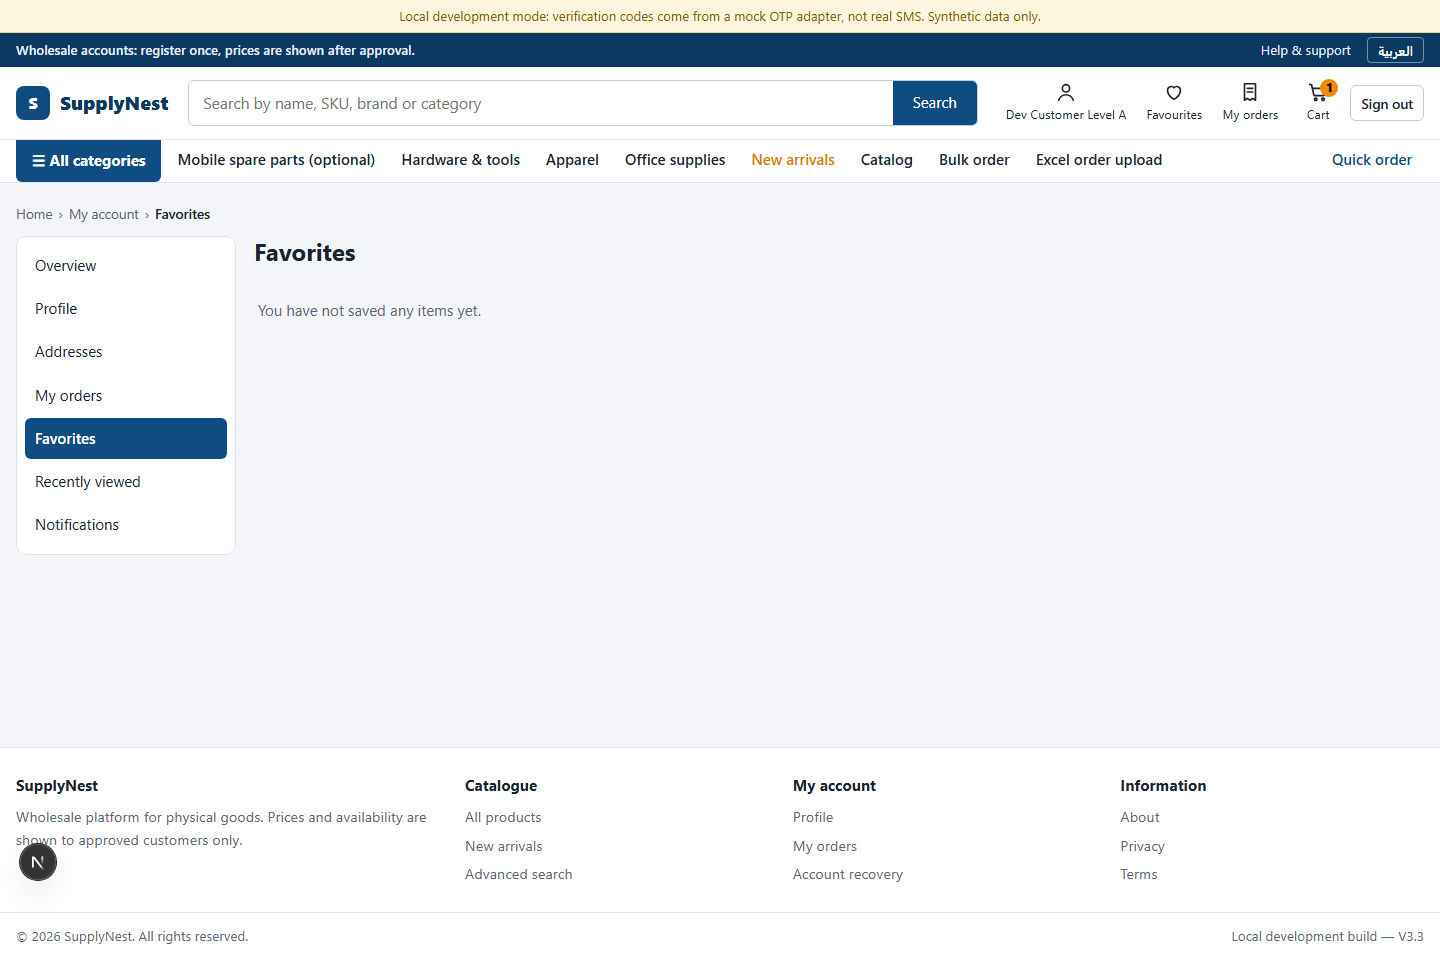 Local development mode: verification codes come from a mock OTP adapter, not real SMS. Synthetic data only.
Wholesale accounts: register once, prices are shown after approval.
Help & support
العربية
S
SupplyNest
Search by name, SKU, brand or category
Search
Dev Customer Level A
Favourites
My orders
1
Cart
Sign out
☰ All categories
Mobile spare parts (optional)
Hardware & tools
Apparel
Office supplies
New arrivals
Catalog
Bulk order
Excel order upload
Quick order
Home › My account › Favorites
Overview
Profile
Addresses
My orders
Favorites
Recently viewed
Notifications
Favorites
You have not saved any items yet.
SupplyNest
Wholesale platform for physical goods. Prices and availability are
shown to approved customers only.
N
Catalogue
All products
New arrivals
Advanced search
My account
Profile
My orders
Account recovery
Information
About
Privacy
Terms
© 2026 SupplyNest. All rights reserved.
Local development build — V3.3